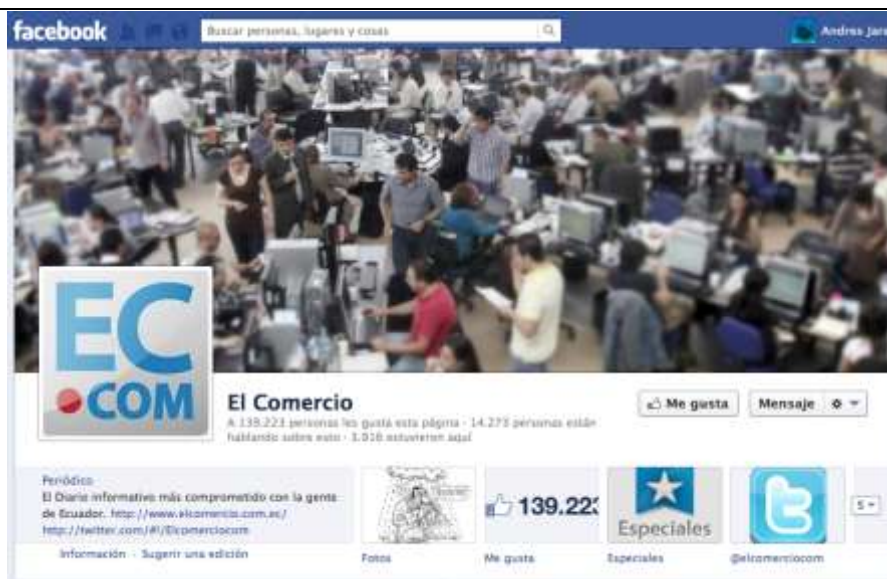 facebook
Buscar personas, lugares y cosas
Andrea Jara
EC
.COM
El Comercio
A 139.223 personas les gusta esta página · 14.273 personas están
hablando sobre esto · 3.916 estuvieron aquí
Me gusta
Mensaje
Periódico
El Diario informativo más comprometido con la gente
de Ecuador. http://www.elcomercio.com.ec/
http://twitter.com/#!/Elcomerciocom
Información · Sugerir una edición
139.223
Especiales
5
Fotos
Me gusta
Especiales
@elcomerciocom